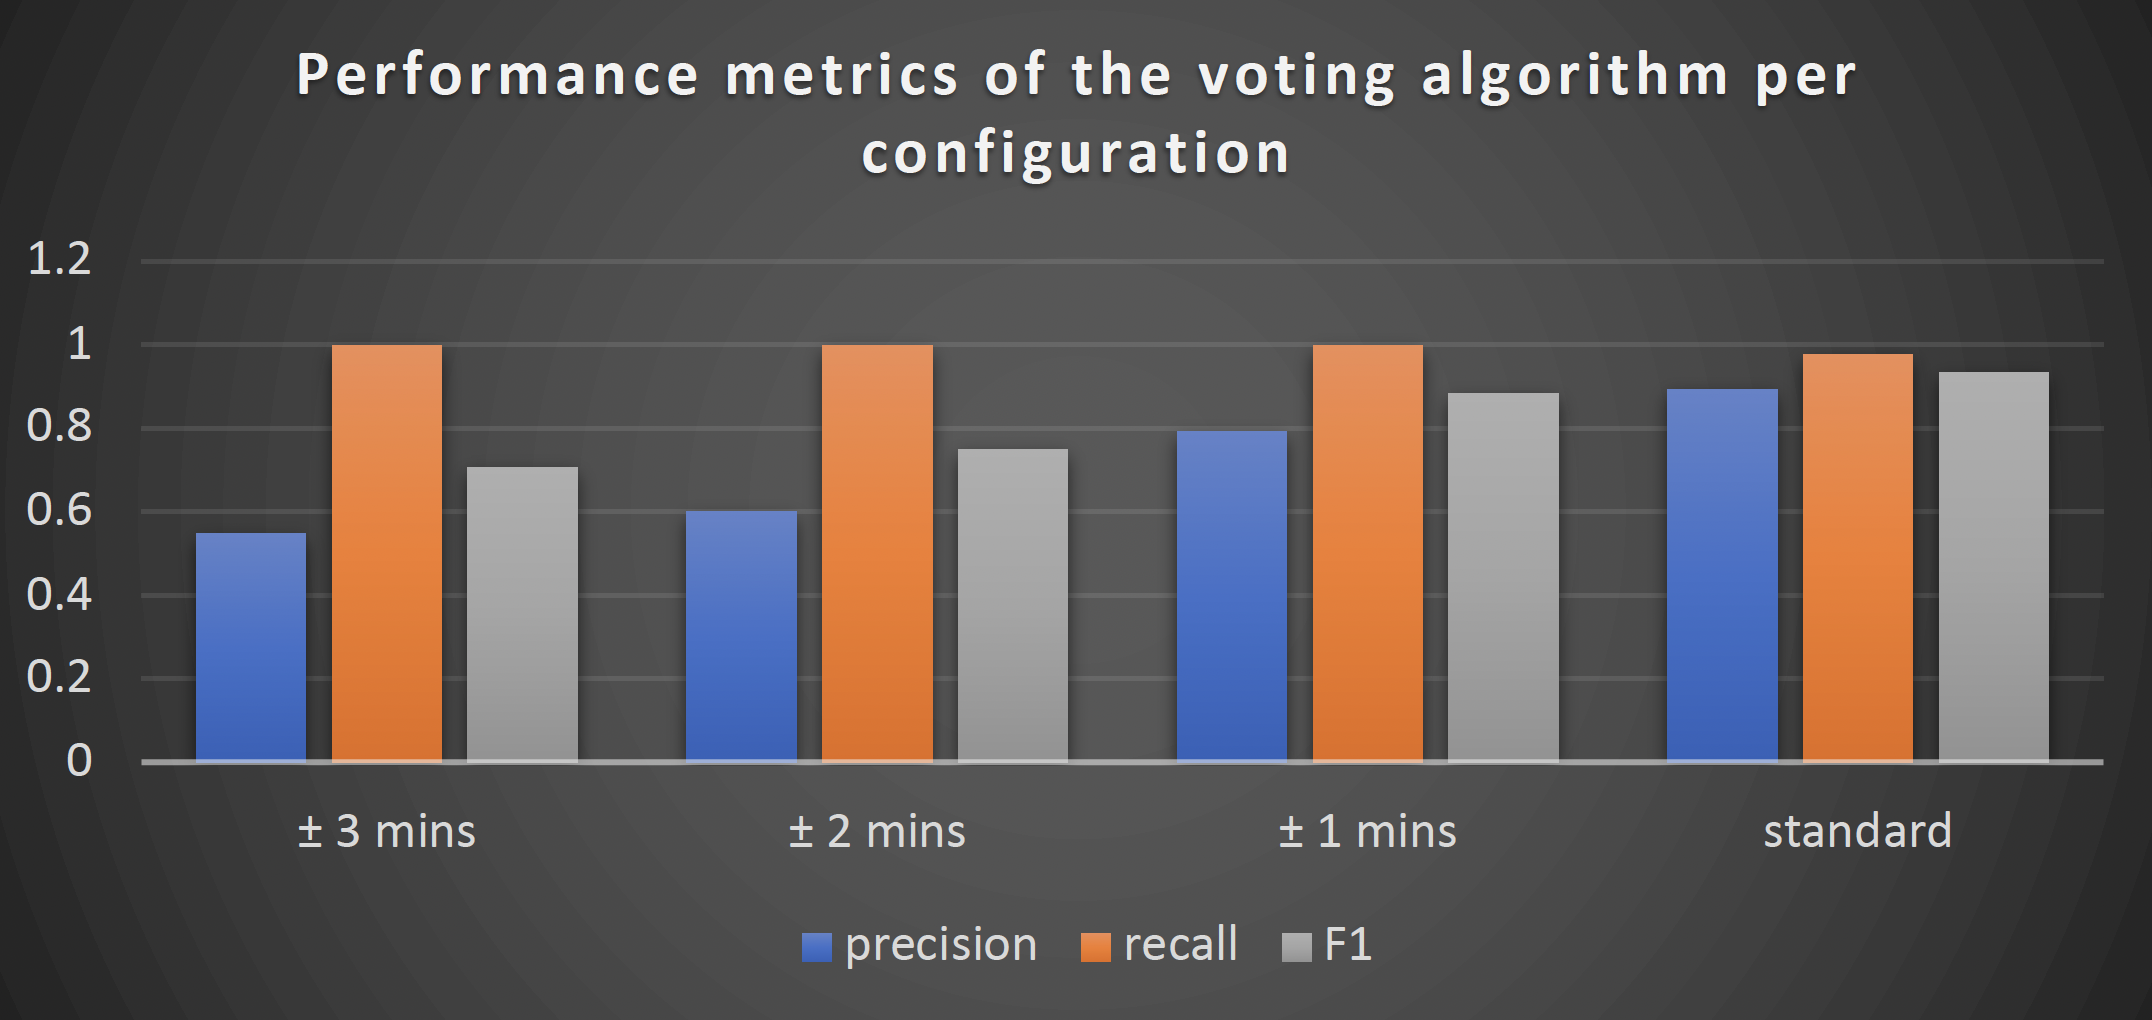 Performance metrics of the voting algorithm per
configuration
1.2
1
0.8
0.6
0.4
0.2
0
± 3 mins ± 2 mins ± 1 mins standard
precision recall F1